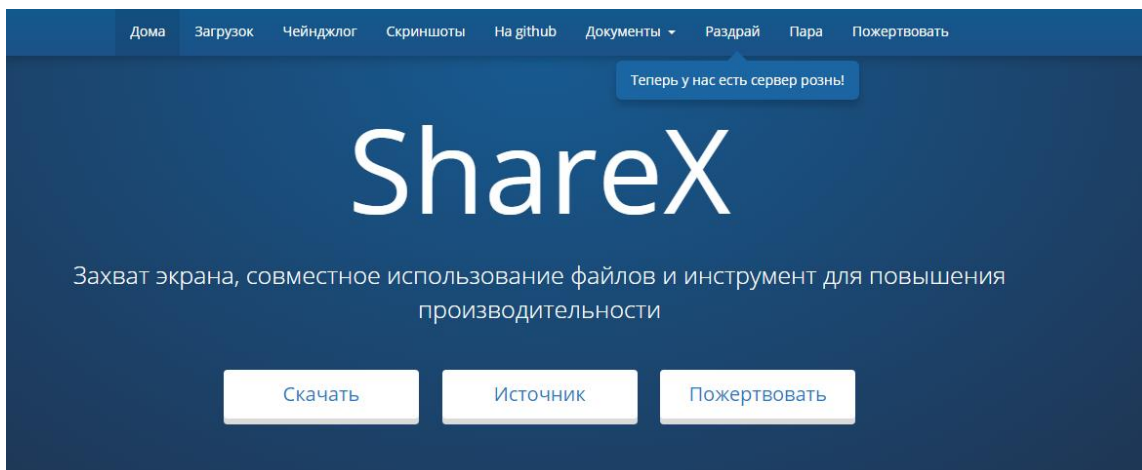 Дома Загрузок Чейнджлог Скриншоты На github Документы Раздрай Пара Пожертвовать
Теперь у нас есть сервер рознь!
ShareX
Захват экрана, совместное использование файлов и инструмент для повышения
производительности
Скачать Источник Пожертвовать